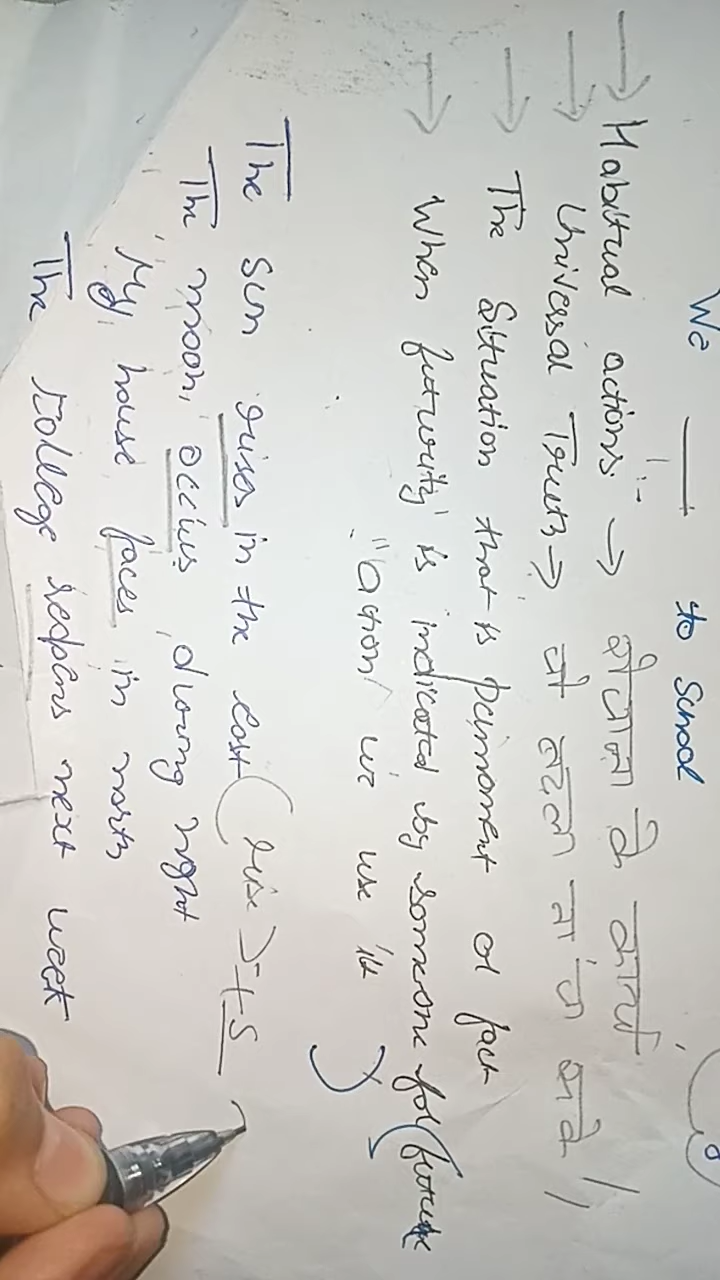 We ___ to School
→ Habitual actions :- → रोजाना के कार्य
→ Universal Truth → जो बदला ना जा सके /
→ The Situation that is permonent or fact
→ When futurity is indicated by someone for (future
"action" we use it )
The sun rises in the east (rise > + s
The moon, occurs during night
My house faces in north
The college reopens next week